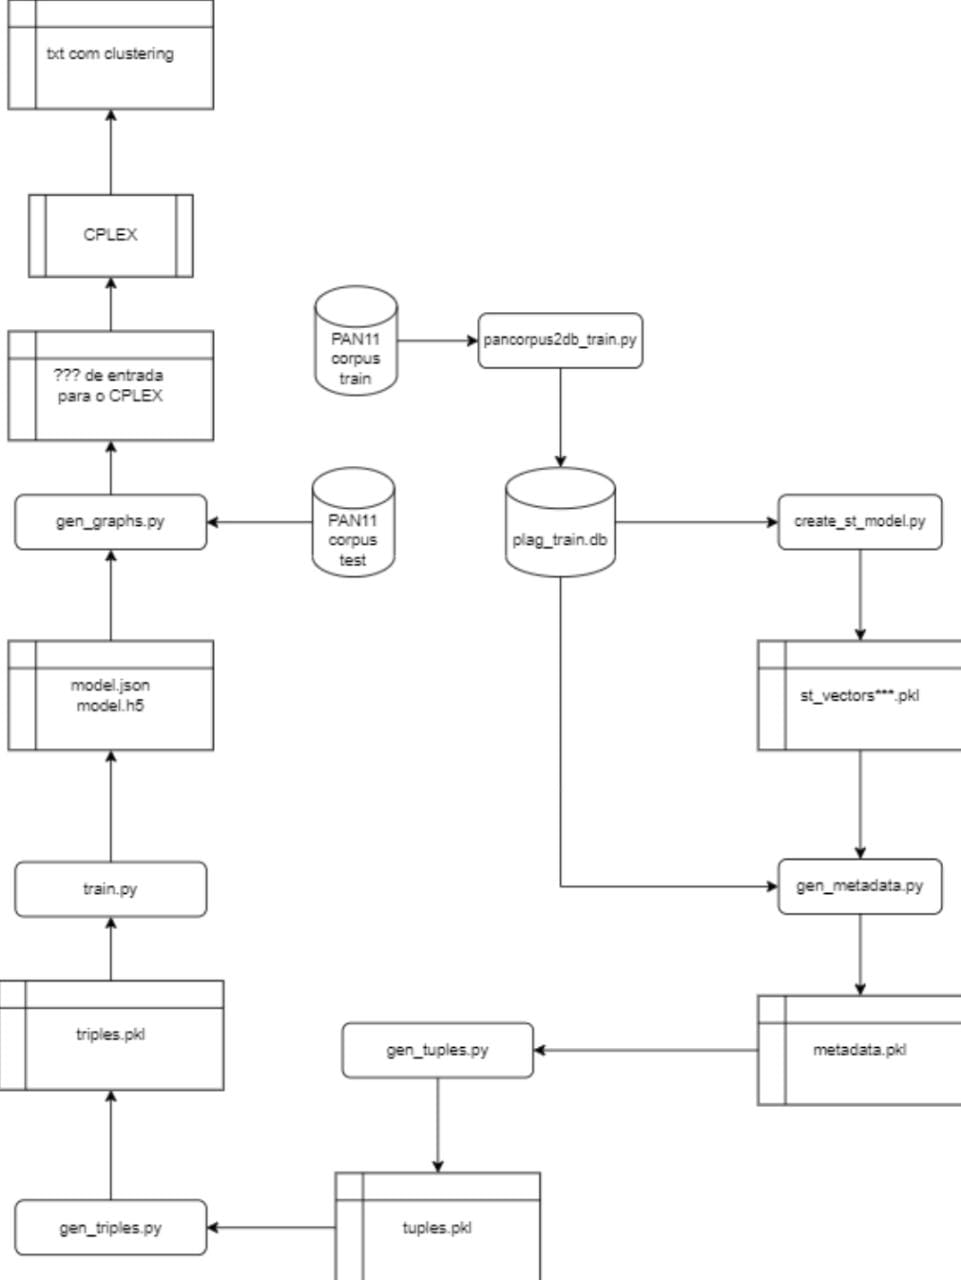 txt com clustering
CPLEX
PAN11
corpus
train
pancorpus2db_train.py
??? de entrada
para o CPLEX
gen_graphs.py
PAN11
corpus
test
plag_train.db
create_st_model.py
model.json
model.h5
st_vectors***.pkl
train.py
gen_metadata.py
triples.pkl
gen_tuples.py
metadata.pkl
gen_triples.py
tuples.pkl